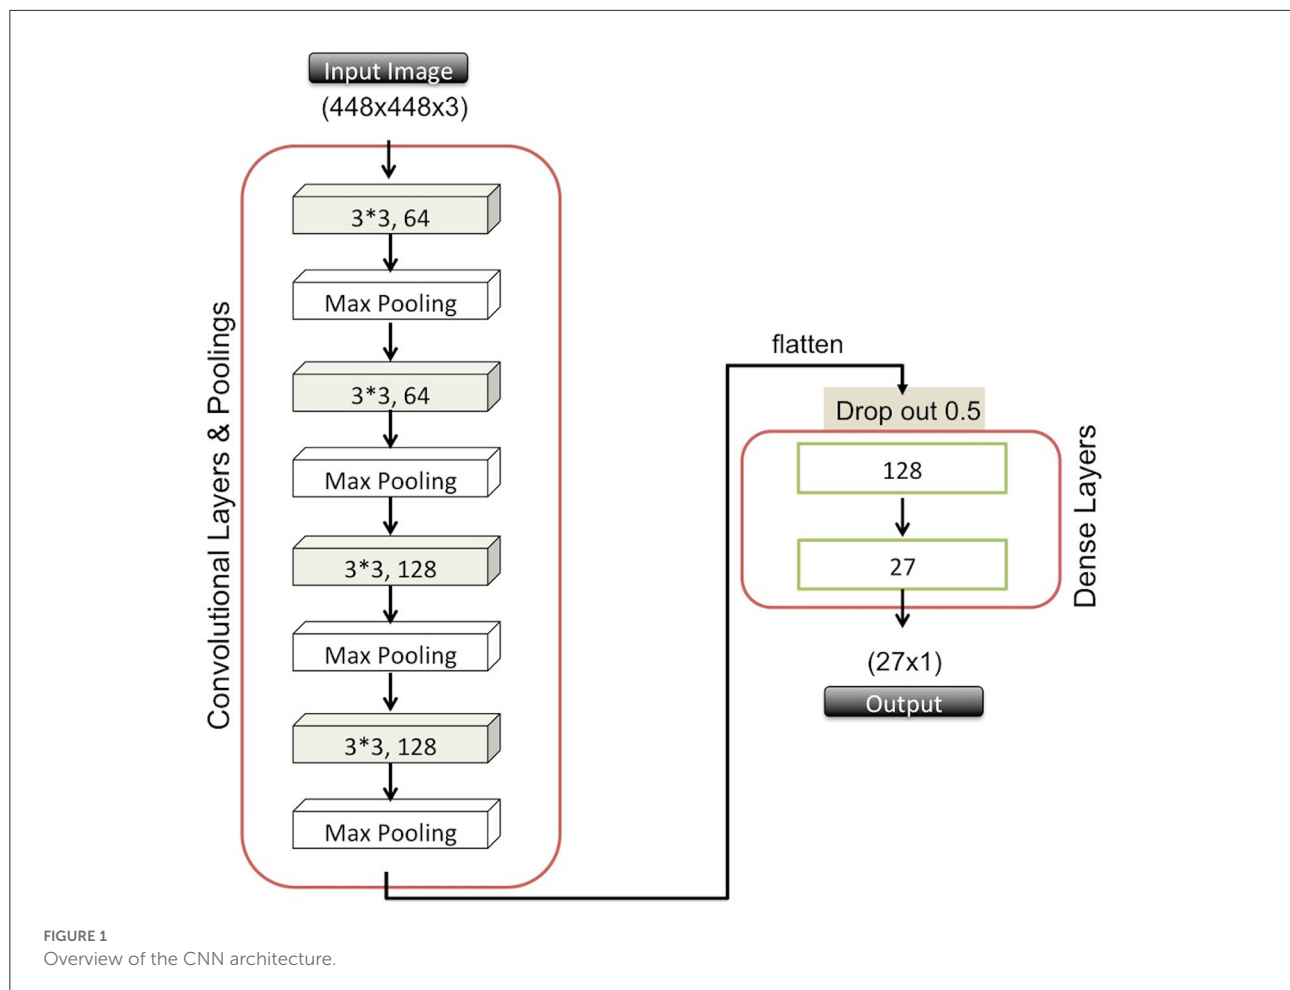 Input Image
(448x448x3)
Convolutional Layers & Poolings
3*3, 64
Max Pooling
3*3, 64
Max Pooling
3*3, 128
Max Pooling
3*3, 128
Max Pooling
flatten
Drop out 0.5
128
27
Dense Layers
(27x1)
Output
FIGURE 1
Overview of the CNN architecture.